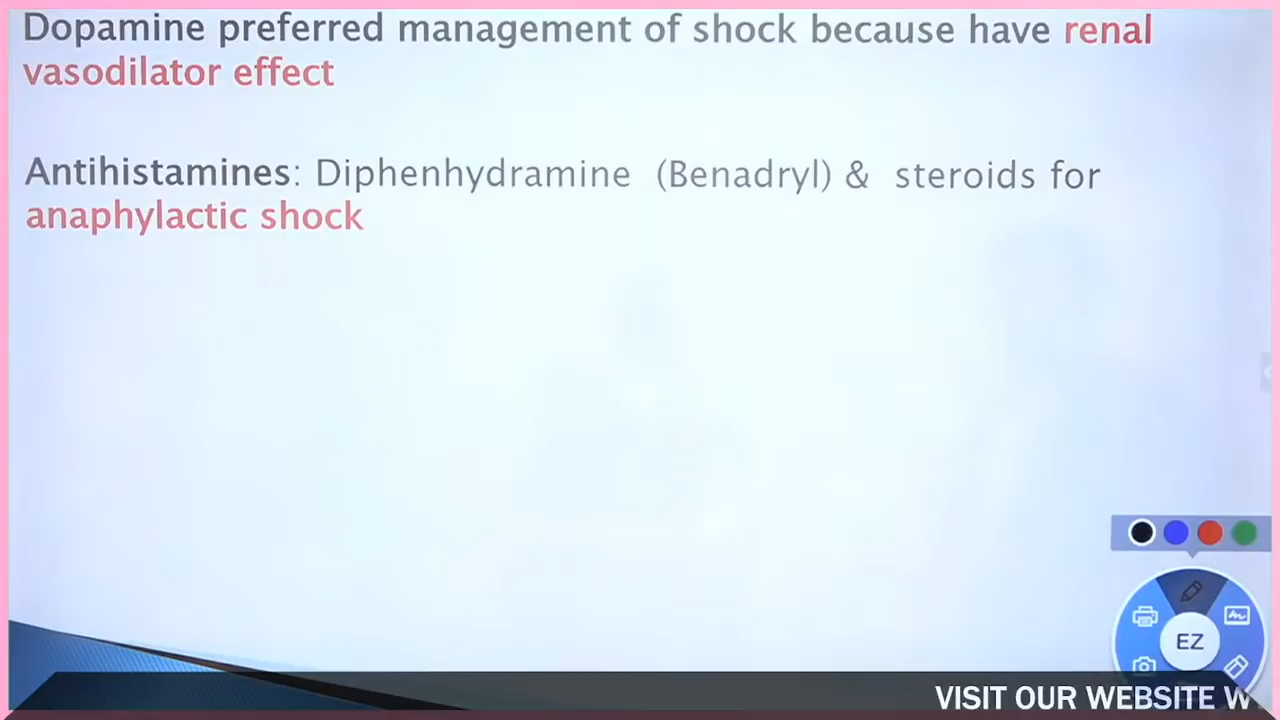 Dopamine preferred management of shock because have renal
vasodilator effect
Antihistamines: Diphenhydramine (Benadryl) & steroids for
anaphylactic shock
EZ
VISIT OUR WEBSITE W